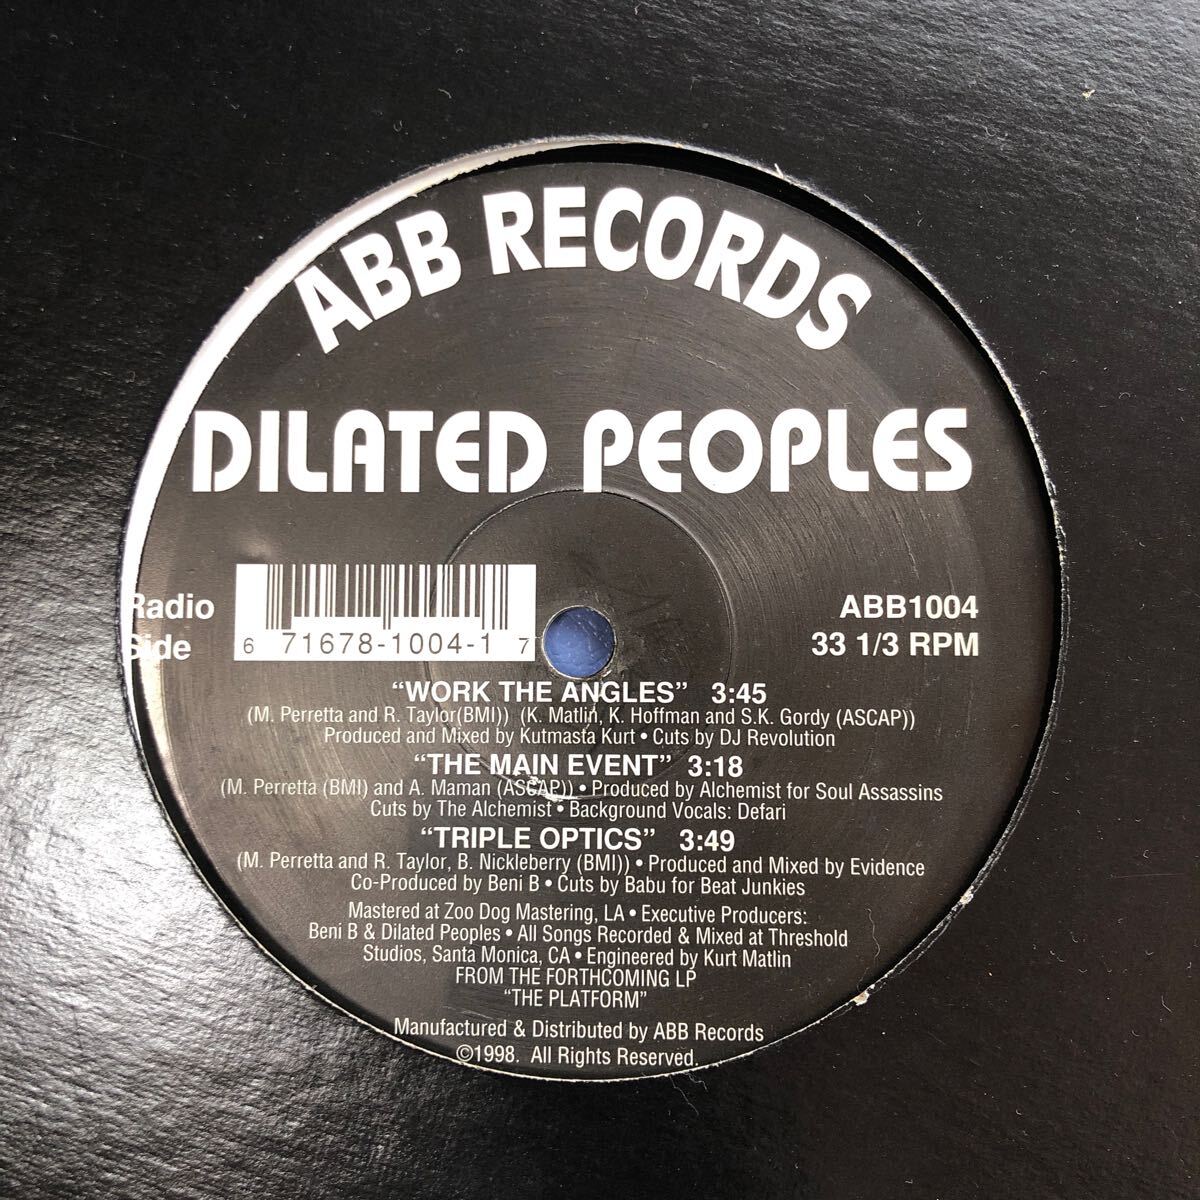 ABB RECORDS
DILATED PEOPLES
Radio
Side
6 71678-1004-1 7
ABB1004
33 1/3 RPM
“WORK THE ANGLES” 3:45
(M. Perretta and R. Taylor(BMI)) (K. Matlin, K. Hoffman and S.K. Gordy (ASCAP))
Produced and Mixed by Kutmasta Kurt • Cuts by DJ Revolution
“THE MAIN EVENT” 3:18
(M. Perretta (BMI) and A. Maman (ASCAP)) • Produced by Alchemist for Soul Assassins
Cuts by The Alchemist • Background Vocals: Defari
“TRIPLE OPTICS” 3:49
(M. Perretta and R. Taylor, B. Nickleberry (BMI)) • Produced and Mixed by Evidence
Co-Produced by Beni B • Cuts by Babu for Beat Junkies
Mastered at Zoo Dog Mastering, LA • Executive Producers:
Beni B & Dilated Peoples • All Songs Recorded & Mixed at Threshold
Studios, Santa Monica, CA • Engineered by Kurt Matlin
FROM THE FORTHCOMING LP
“THE PLATFORM”
Manufactured & Distributed by ABB Records
©1998. All Rights Reserved.